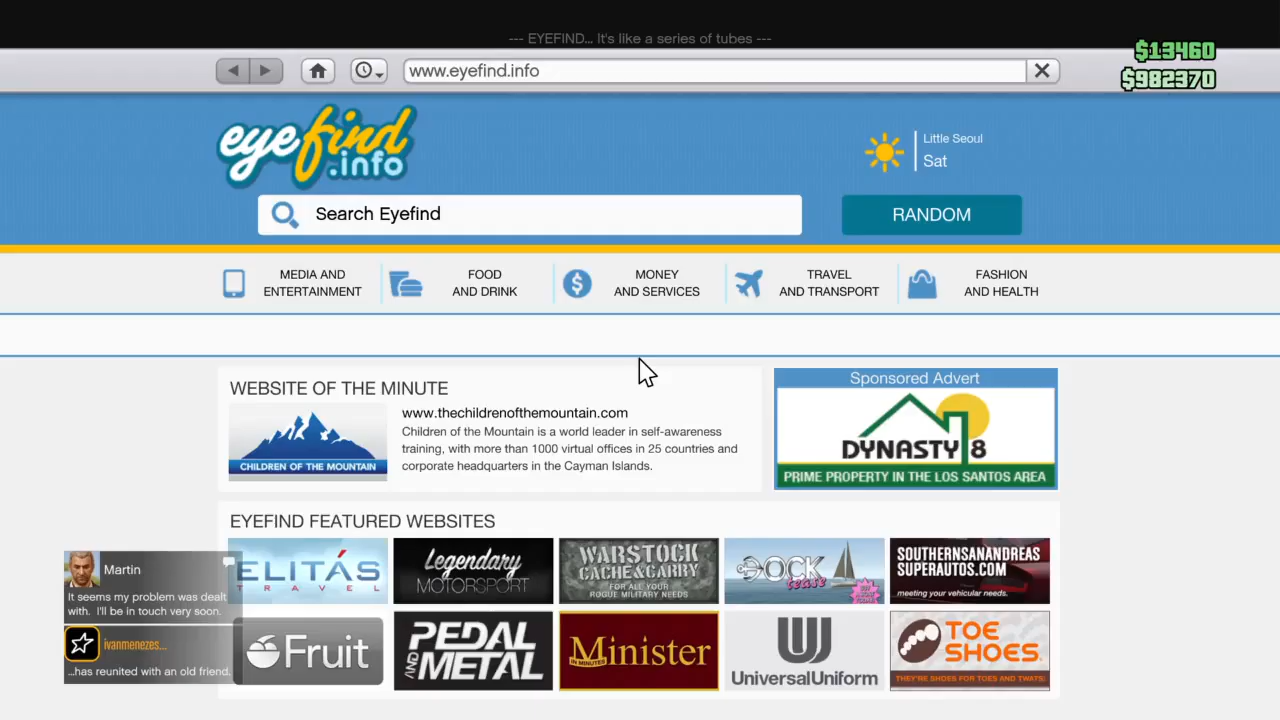 --- EYEFIND... It's like a series of tubes ---
$13460
$982370
www.eyefind.info
eyefind
.info
Little Seoul
Sat
Search Eyefind
RANDOM
MEDIA AND
ENTERTAINMENT
FOOD
AND DRINK
MONEY
AND SERVICES
TRAVEL
AND TRANSPORT
FASHION
AND HEALTH
WEBSITE OF THE MINUTE
CHILDREN OF THE MOUNTAIN
www.thechildrenofthemountain.com
Children of the Mountain is a world leader in self-awareness
training, with more than 1000 virtual offices in 25 countries and
corporate headquarters in the Cayman Islands.
Sponsored Advert
DYNASTY 8
PRIME PROPERTY IN THE LOS SANTOS AREA
EYEFIND FEATURED WEBSITES
ELITÁS
TRAVEL
Legendary
MOTORSPORT
WARSTOCK
CACHE & CARRY
FOR ALL YOUR
ROGUE MILITARY NEEDS
DOCK
tease
SOUTHERNSANANDREAS
SUPERAUTOS.COM
meeting your vehicular needs.
Fruit
PEDAL
AND METAL
Minister
IN MINUTES
UniversalUniform
TOE
SHOES.
THEY'RE SHOES FOR TOES AND TWATS!
Martin
It seems my problem was dealt
with. I'll be in touch very soon.
ivanmenezes...
...has reunited with an old friend.